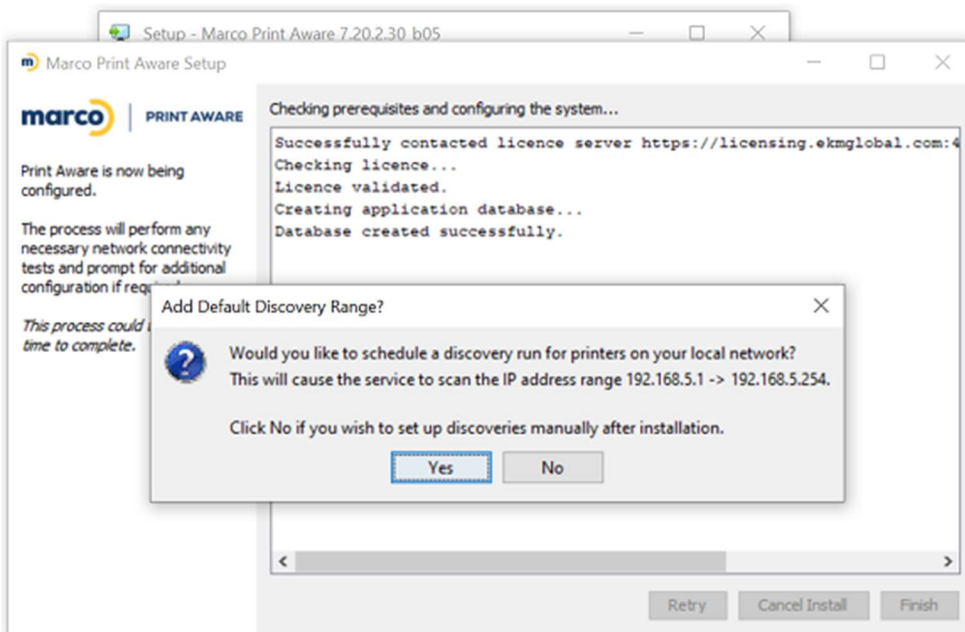 Setup - Marco Print Aware 7.20.2.30 b05
Marco Print Aware Setup
marco PRINT AWARE
Checking prerequisites and configuring the system...
Print Aware is now being
configured.
The process will perform any
necessary network connectivity
tests and prompt for additional
configuration if
This process could
time to complete.
Successfully contacted licence server https://licensing.ekmglobal.com:4
Checking licence...
Licence validated.
Creating application database...
Database created successfully.
Add Default Discovery Range?
Would you like to schedule a discovery run for printers on your local network?
This will cause the service to scan the IP address range 192.168.5.1 -> 192.168.5.254.
Click No if you wish to set up discoveries manually after installation.
Yes No
Retry Cancel Install Finish